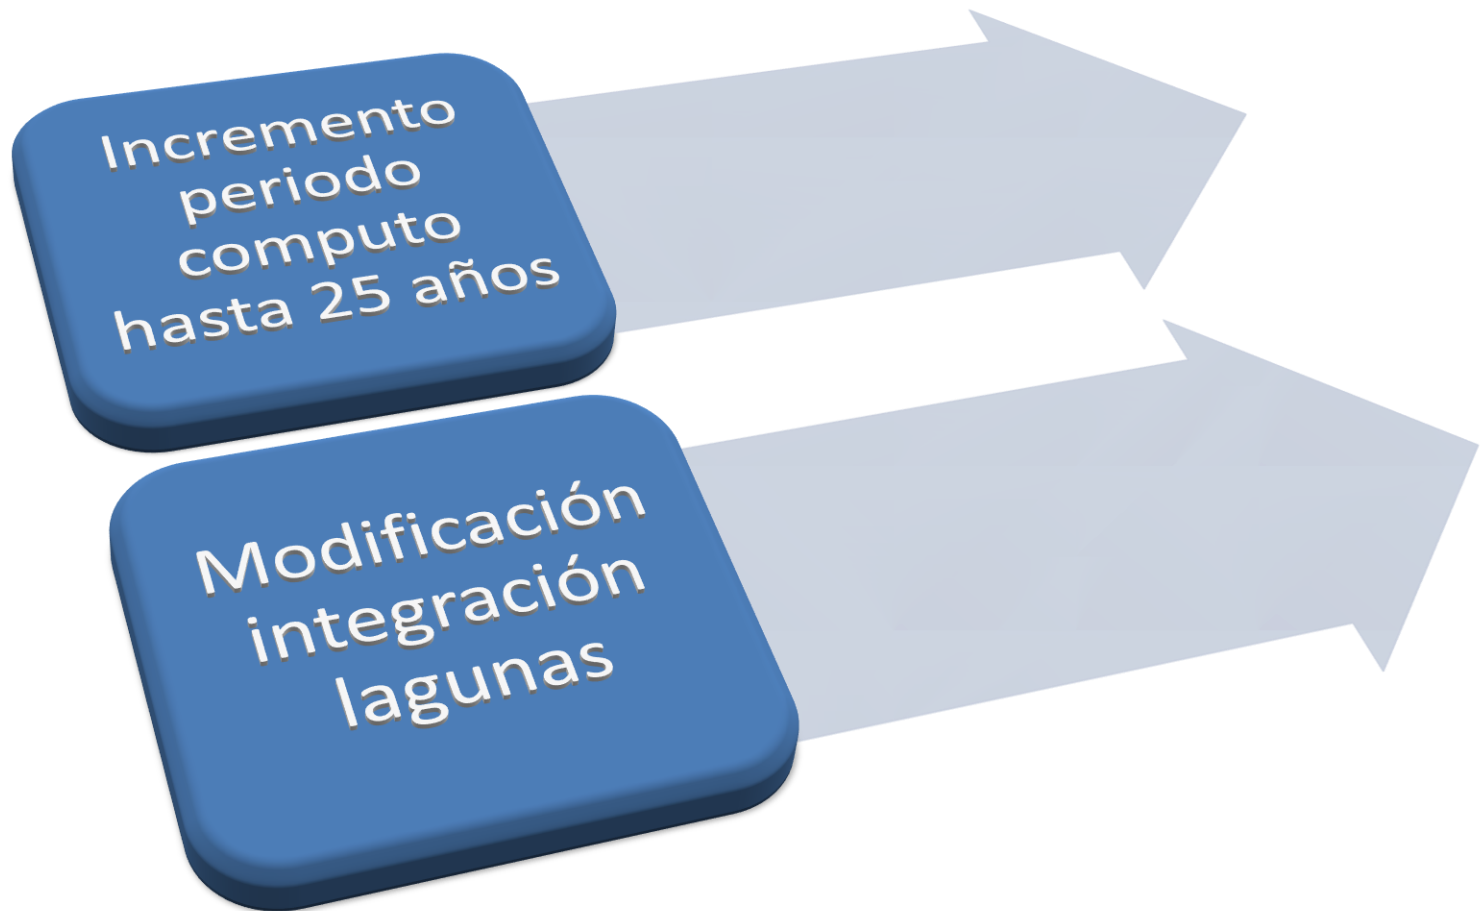 Incremento
periodo
computo
hasta 25 años
Modificación
integración
lagunas